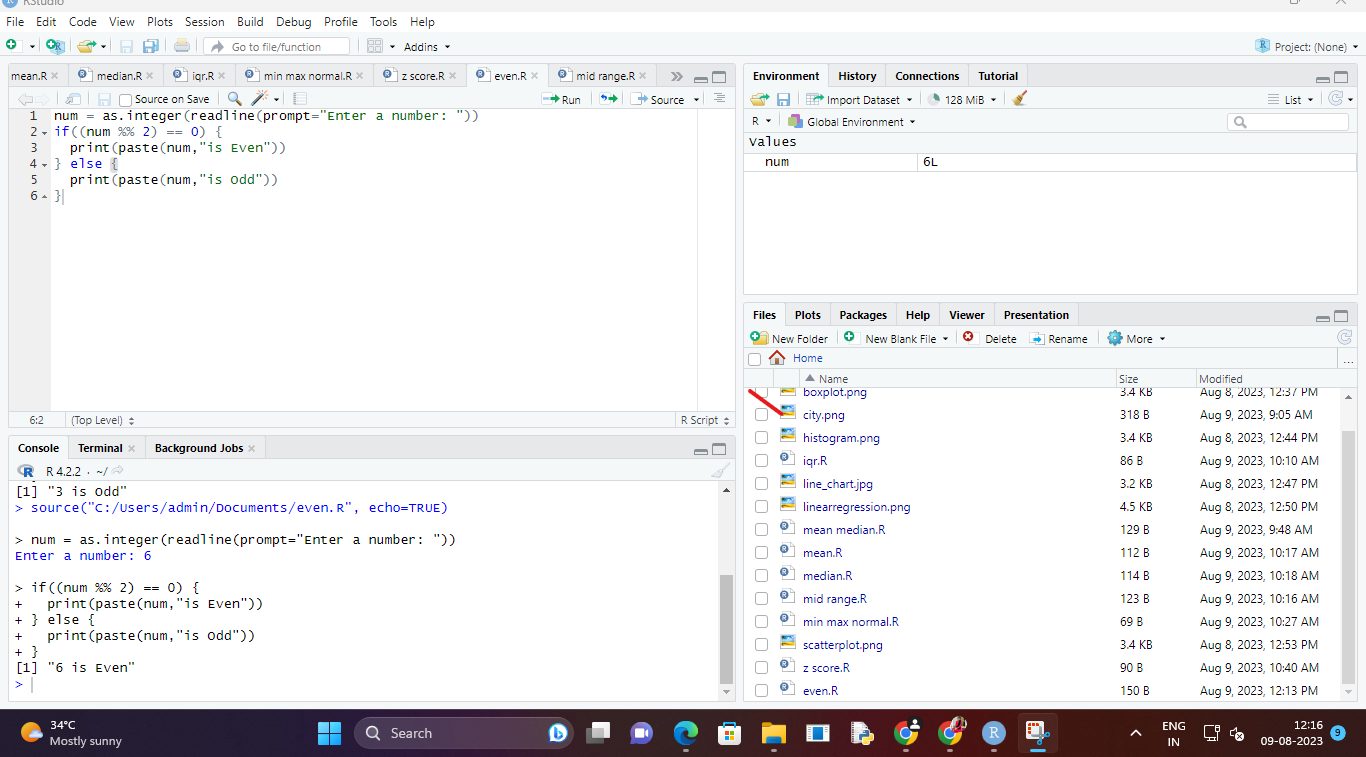 RStudio
File Edit Code View Plots Session Build Debug Profile Tools Help
Go to file/function Addins Project: (None)
mean.R median.R iqr.R min max normal.R z score.R even.R mid range.R
Source on Save Run Source
1 num = as.integer(readline(prompt="Enter a number: "))
2 if((num %% 2) == 0) {
3 print(paste(num,"is Even"))
4 } else {
5 print(paste(num,"is Odd"))
6 }
6:2 (Top Level) R Script
Console Terminal Background Jobs
R 4.2.2 · ~/
[1] "3 is Odd"
> source("C:/Users/admin/Documents/even.R", echo=TRUE)
> num = as.integer(readline(prompt="Enter a number: "))
Enter a number: 6
> if((num %% 2) == 0) {
+ print(paste(num,"is Even"))
+ } else {
+ print(paste(num,"is Odd"))
+ }
[1] "6 is Even"
>
Environment History Connections Tutorial
Import Dataset 128 MiB List
R Global Environment
Values
num 6L
Files Plots Packages Help Viewer Presentation
New Folder New Blank File Delete Rename More
Home ...
Name Size Modified
boxplot.png 3.4 KB Aug 8, 2023, 12:37 PM
city.png 318 B Aug 9, 2023, 9:05 AM
histogram.png 3.4 KB Aug 8, 2023, 12:44 PM
iqr.R 86 B Aug 9, 2023, 10:10 AM
line_chart.jpg 3.2 KB Aug 8, 2023, 12:47 PM
linearregression.png 4.5 KB Aug 8, 2023, 12:50 PM
mean median.R 129 B Aug 9, 2023, 9:48 AM
mean.R 112 B Aug 9, 2023, 10:17 AM
median.R 114 B Aug 9, 2023, 10:18 AM
mid range.R 123 B Aug 9, 2023, 10:16 AM
min max normal.R 69 B Aug 9, 2023, 10:27 AM
scatterplot.png 3.4 KB Aug 8, 2023, 12:53 PM
z score.R 90 B Aug 9, 2023, 10:40 AM
even.R 150 B Aug 9, 2023, 12:13 PM
34°C
Mostly sunny
Search
ENG
IN
12:16
09-08-2023
9